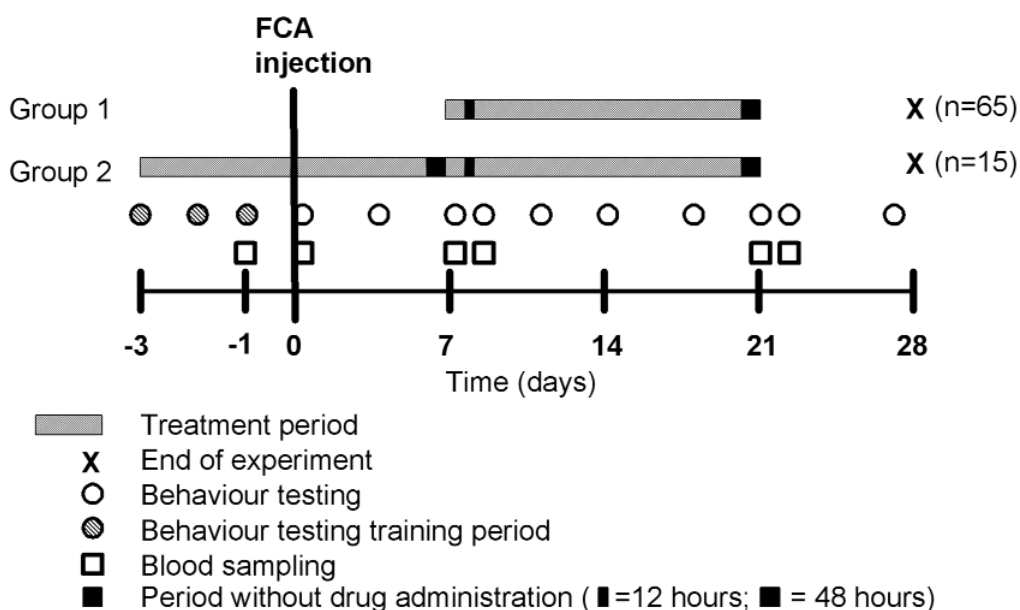 FCA
injection
Group 1
X (n=65)
Group 2
X (n=15)
-3 -1 0 7 14 21 28
Time (days)
Treatment period
X End of experiment
Behaviour testing
Behaviour testing training period
Blood sampling
Period without drug administration ( =12 hours; = 48 hours)